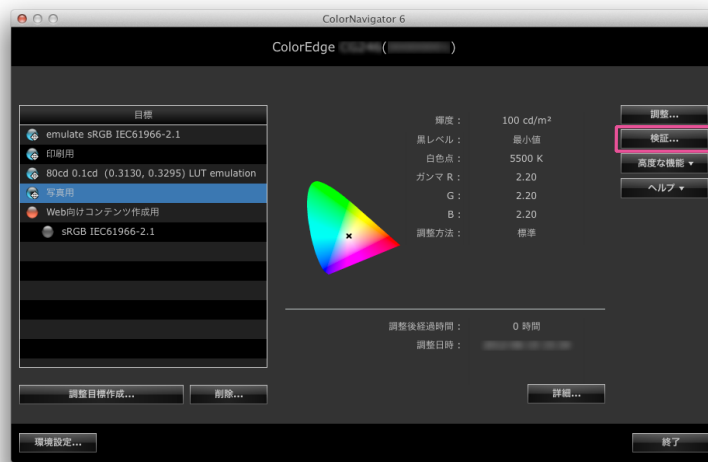 ColorNavigator 6
ColorEdge ( )
目標
emulate sRGB IEC61966-2.1
印刷用
80cd 0.1cd (0.3130, 0.3295) LUT emulation
写真用
Web向けコンテンツ作成用
sRGB IEC61966-2.1
輝度： 100 cd/m²
黒レベル： 最小値
白色点： 5500 K
ガンマ R： 2.20
G： 2.20
B： 2.20
調整方法： 標準
調整後経過時間： 0 時間
調整日時：
調整...
検証...
高度な機能 ▼
ヘルプ ▼
調整目標作成...
削除...
詳細...
環境設定...
終了